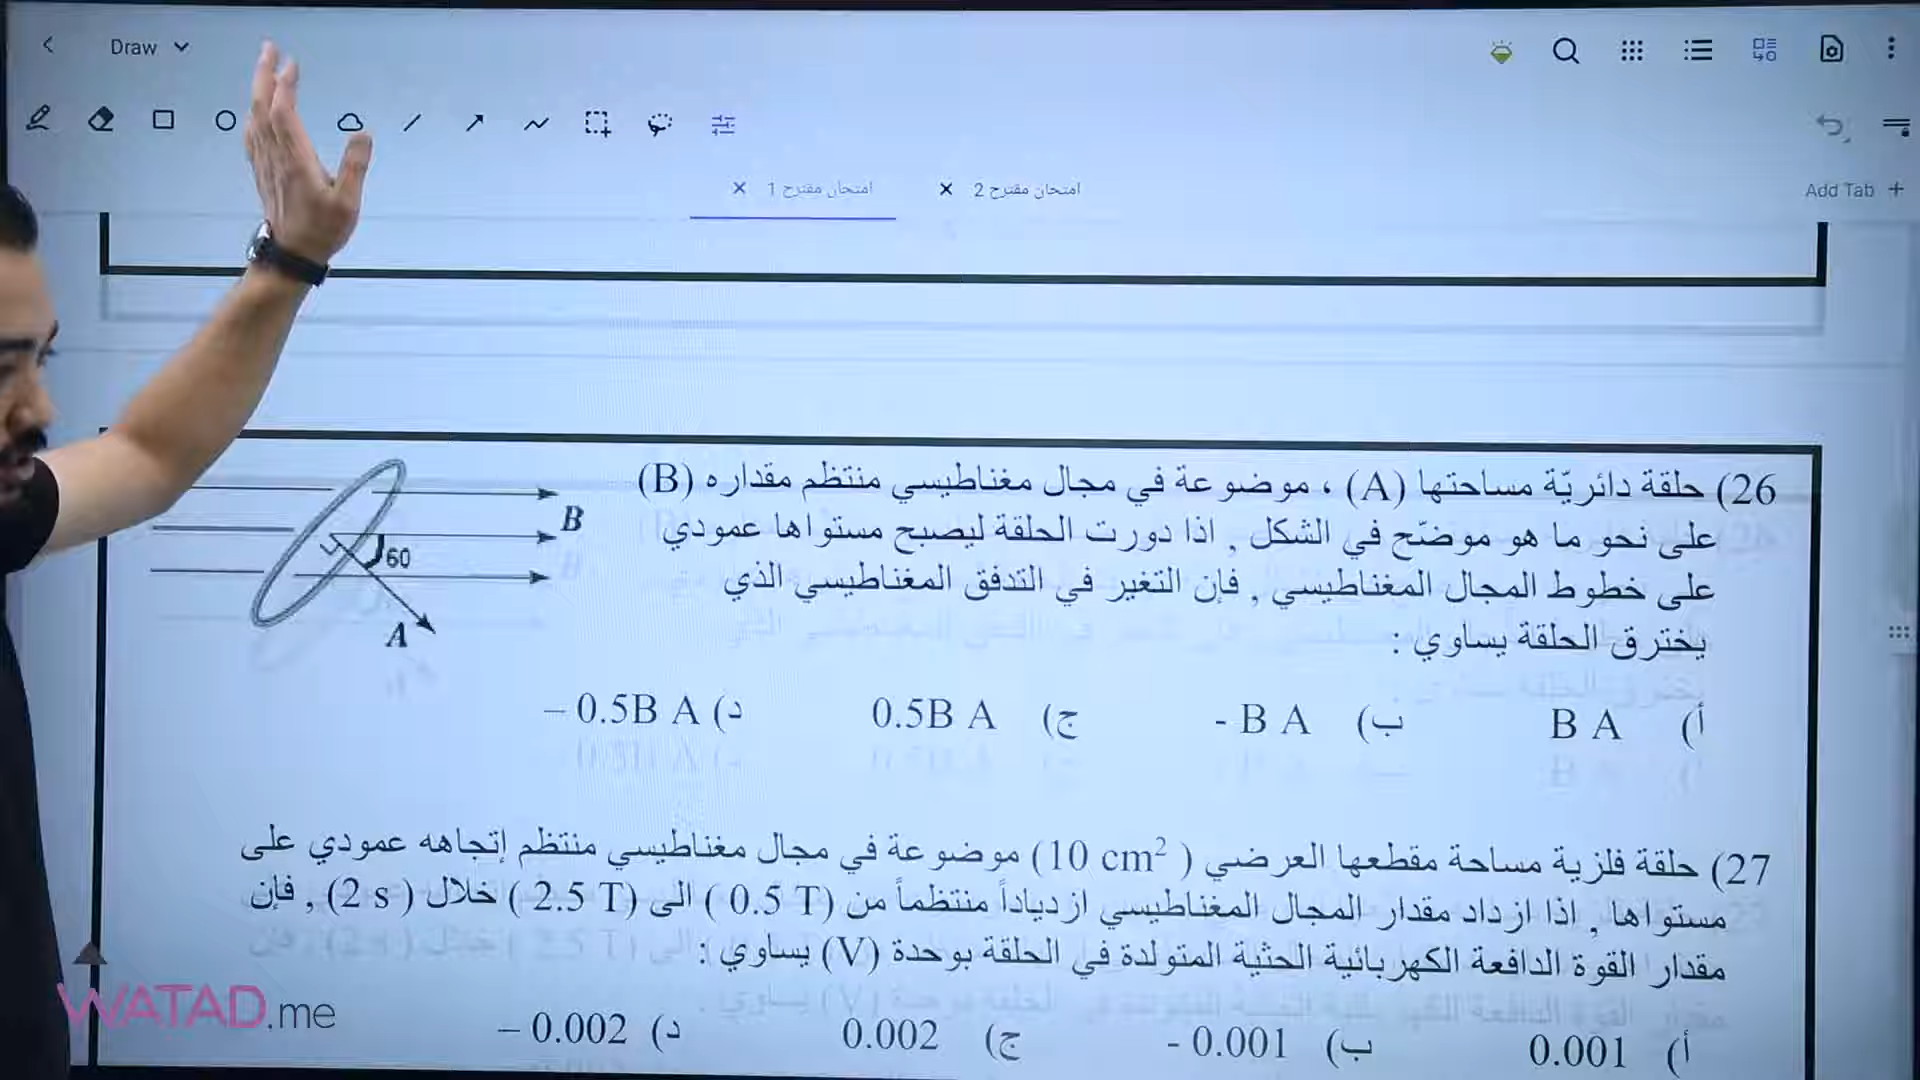 Draw
امتحان مقترح 1
امتحان مقترح 2
Add Tab +
26) حلقة دائريّة مساحتها (A) ، موضوعة في مجال مغناطيسي منتظم مقداره (B)
على نحو ما هو موضّح في الشكل , اذا دورت الحلقة ليصبح مستواها عمودي
على خطوط المجال المغناطيسي , فإن التغير في التدفق المغناطيسي الذي
يخترق الحلقة يساوي :
B
60
A
أ) B A
ب) - B A
ج) 0.5B A
د) – 0.5B A
27) حلقة فلزية مساحة مقطعها العرضي ( 10 cm²) موضوعة في مجال مغناطيسي منتظم إتجاهه عمودي على
مستواها , اذا ازداد مقدار المجال المغناطيسي ازدياداً منتظماً من (0.5 T ) الى (2.5 T ) خلال ( 2 s) , فإن
مقدار القوة الدافعة الكهربائية الحثية المتولدة في الحلقة بوحدة (V) يساوي :
أ) 0.001
ب) - 0.001
ج) 0.002
د) – 0.002
WATAD.me